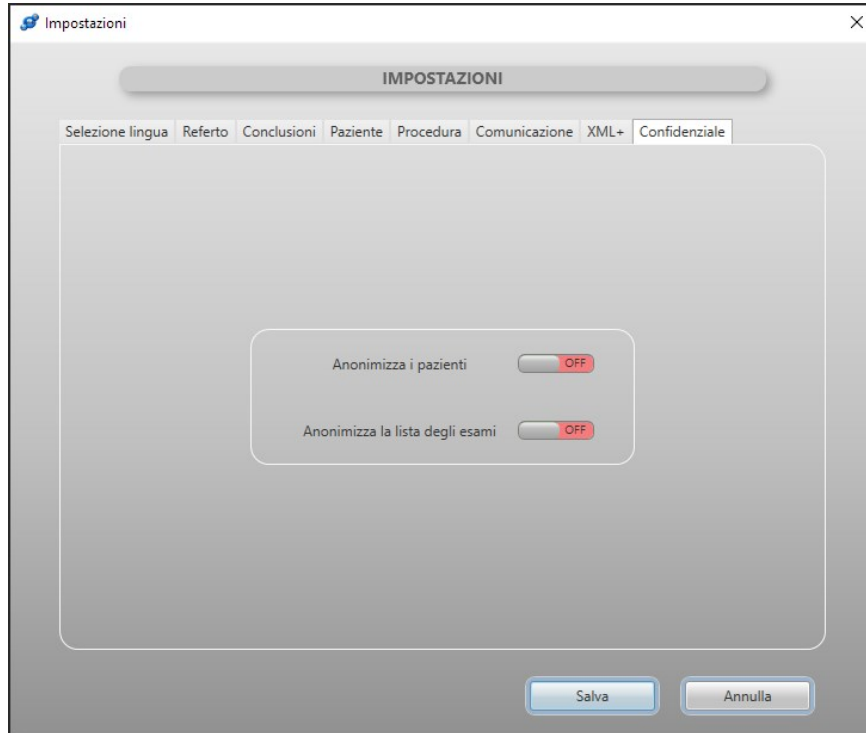 Impostazioni
IMPOSTAZIONI
Selezione lingua Referto Conclusioni Paziente Procedura Comunicazione XML+ Confidenziale
Anonimizza i pazienti OFF
Anonimizza la lista degli esami OFF
Salva Annulla